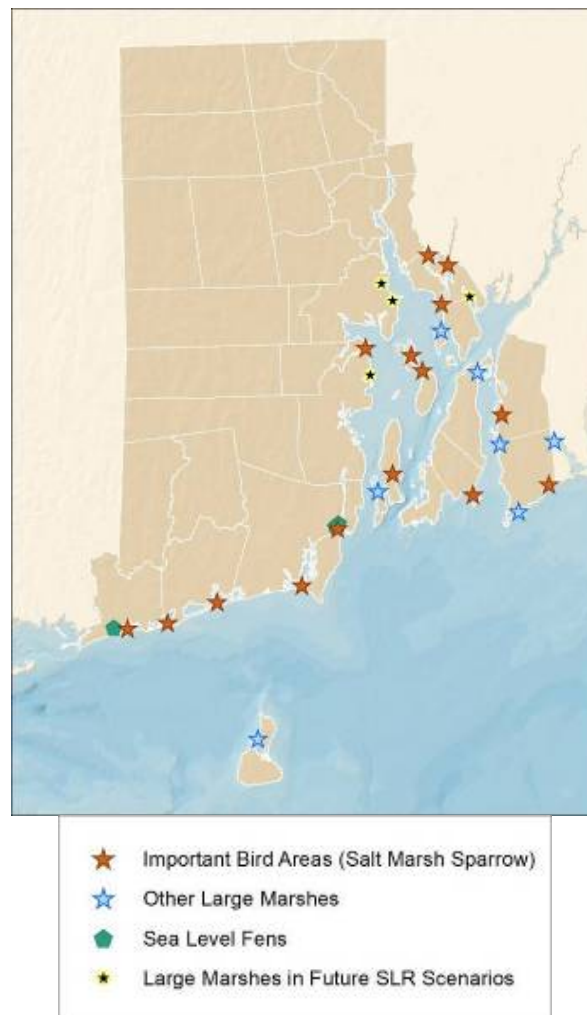 Important Bird Areas (Salt Marsh Sparrow)
Other Large Marshes
Sea Level Fens
Large Marshes in Future SLR Scenarios